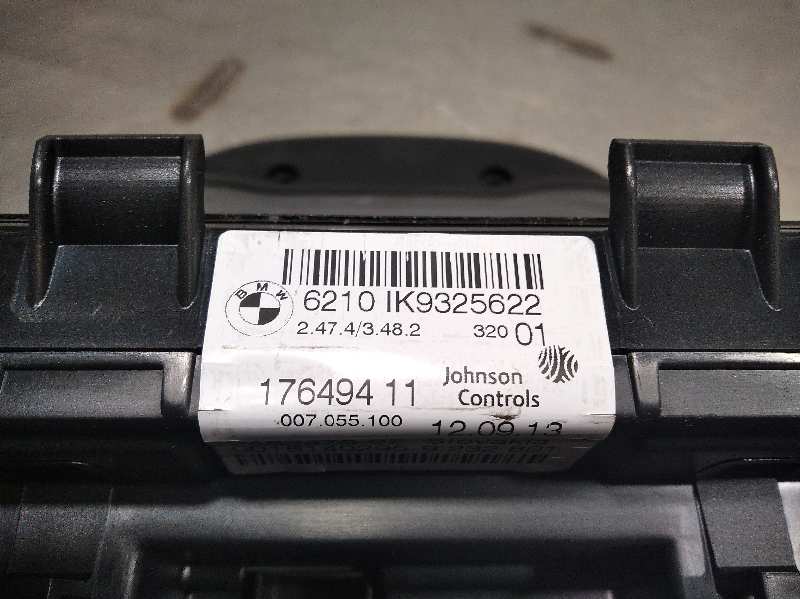 BMW
6210 IK9325622
2.47.4/3.48.2 320 01
176494 11
Johnson
Controls
007.055.100 12.09.13